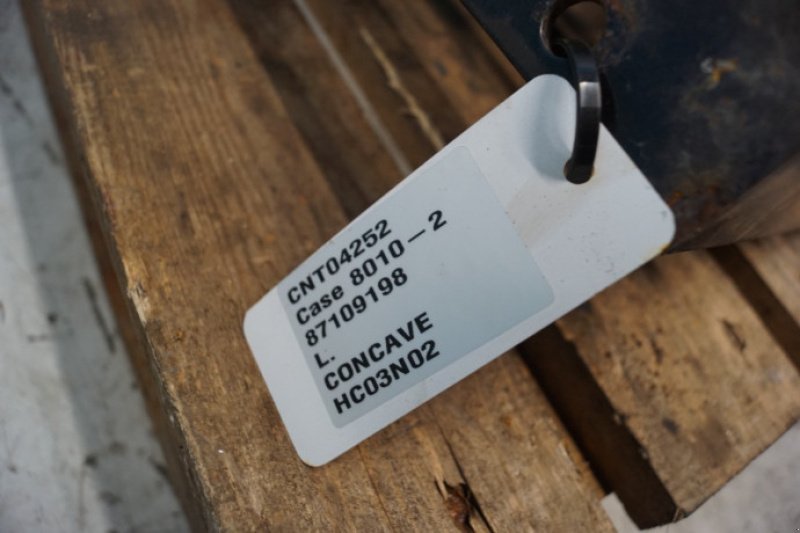 CNT04252
Case 8010-2
87109198
L.
CONCAVE
HC03N02